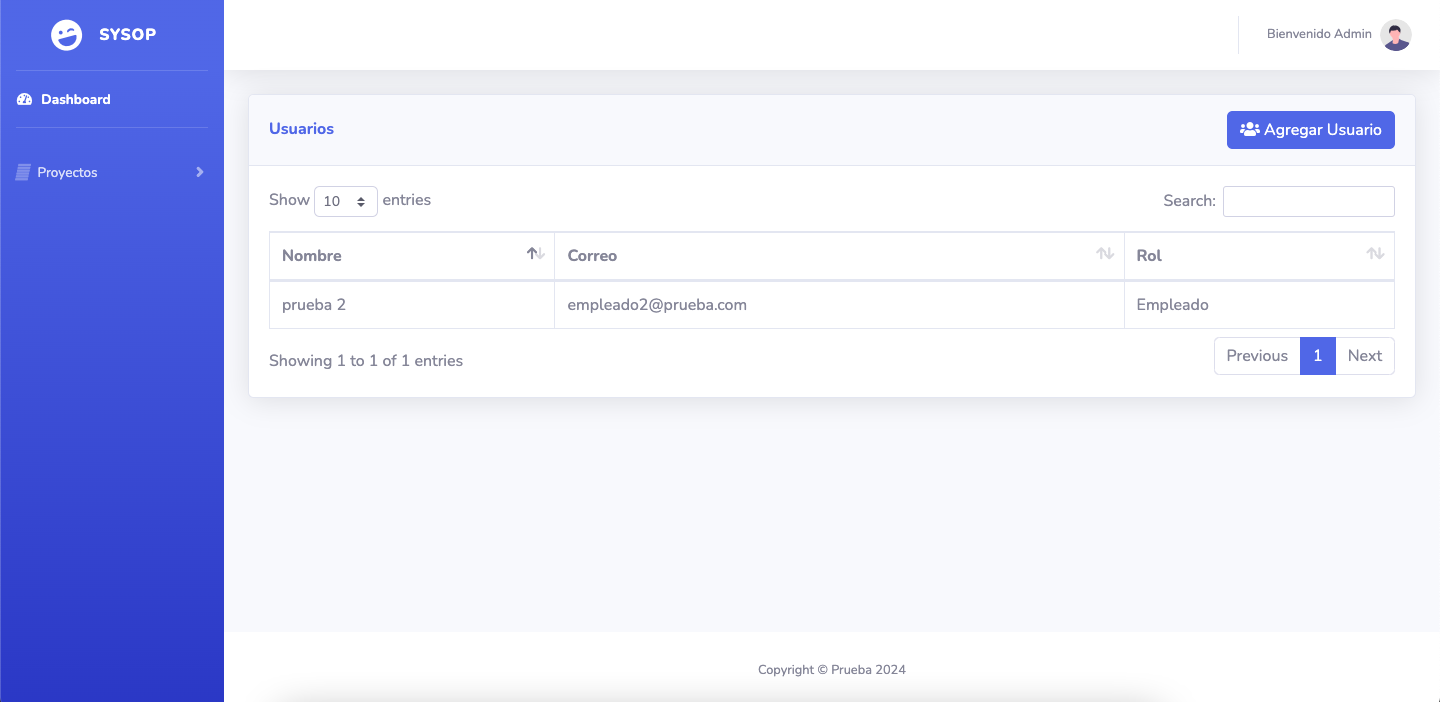 SYSOP
Bienvenido Admin
Dashboard
Proyectos
Usuarios
Agregar Usuario
Show 10 entries
Search:
Nombre Correo Rol
prueba 2 empleado2@prueba.com Empleado
Showing 1 to 1 of 1 entries
Previous 1 Next
Copyright © Prueba 2024